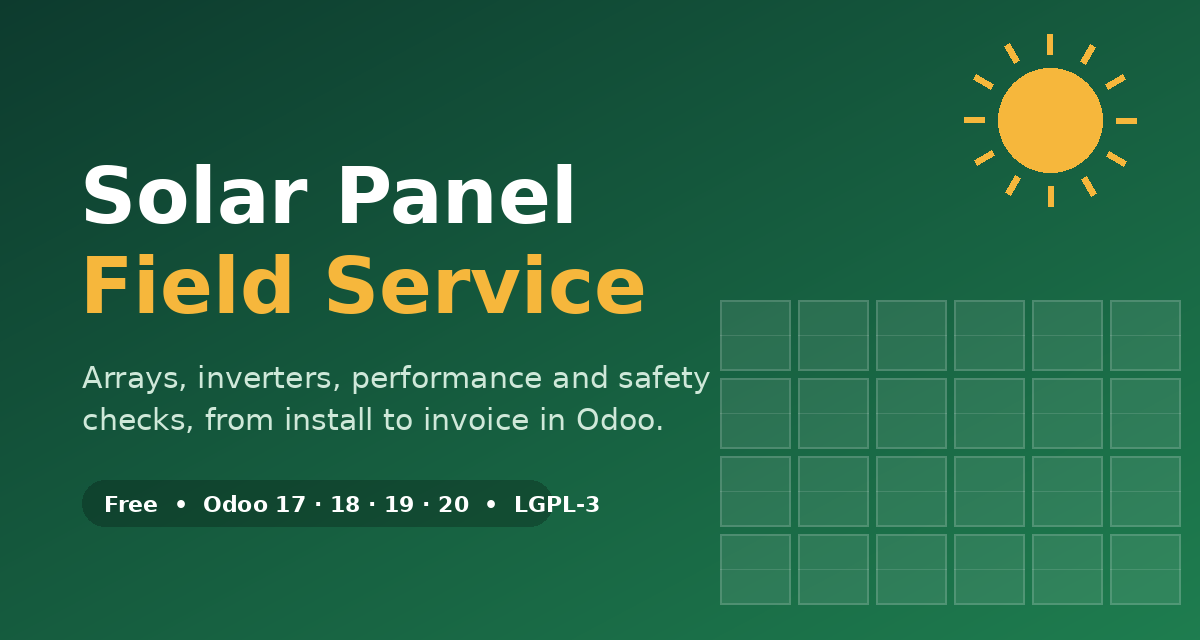 Solar Panel
Field Service
Arrays, inverters, performance and safety
checks, from install to invoice in Odoo.
Free • Odoo 17 · 18 · 19 · 20 • LGPL-3